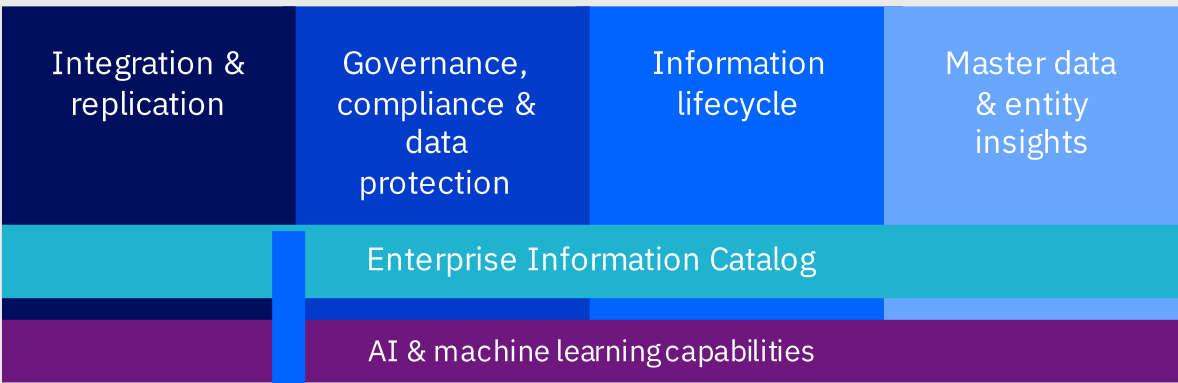 Integration &
replication
Governance,
compliance &
data
protection
Information
lifecycle
Master data
& entity
insights
Enterprise Information Catalog
AI & machine learning capabilities